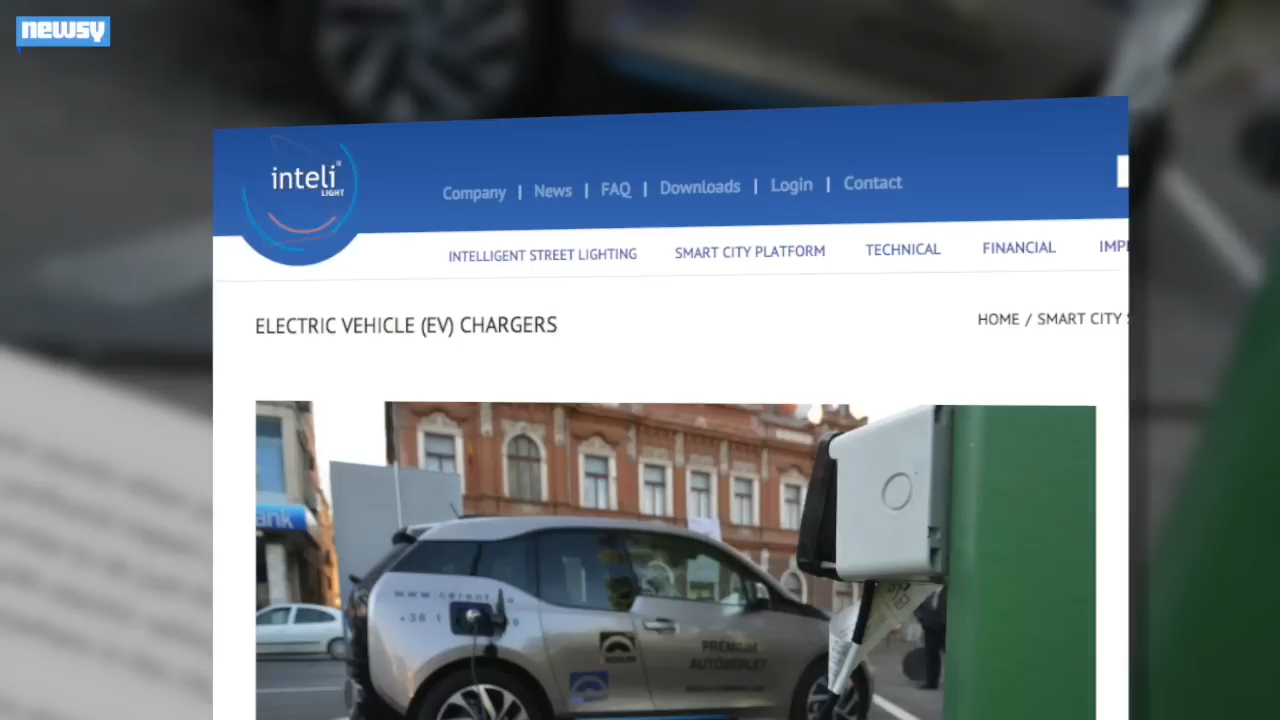 newsy
inteli
LIGHT
Company | News | FAQ | Downloads | Login | Contact
INTELLIGENT STREET LIGHTING SMART CITY PLATFORM TECHNICAL FINANCIAL
ELECTRIC VEHICLE (EV) CHARGERS
HOME / SMART CITY
PREMIUM
AUTÓBÉRLET